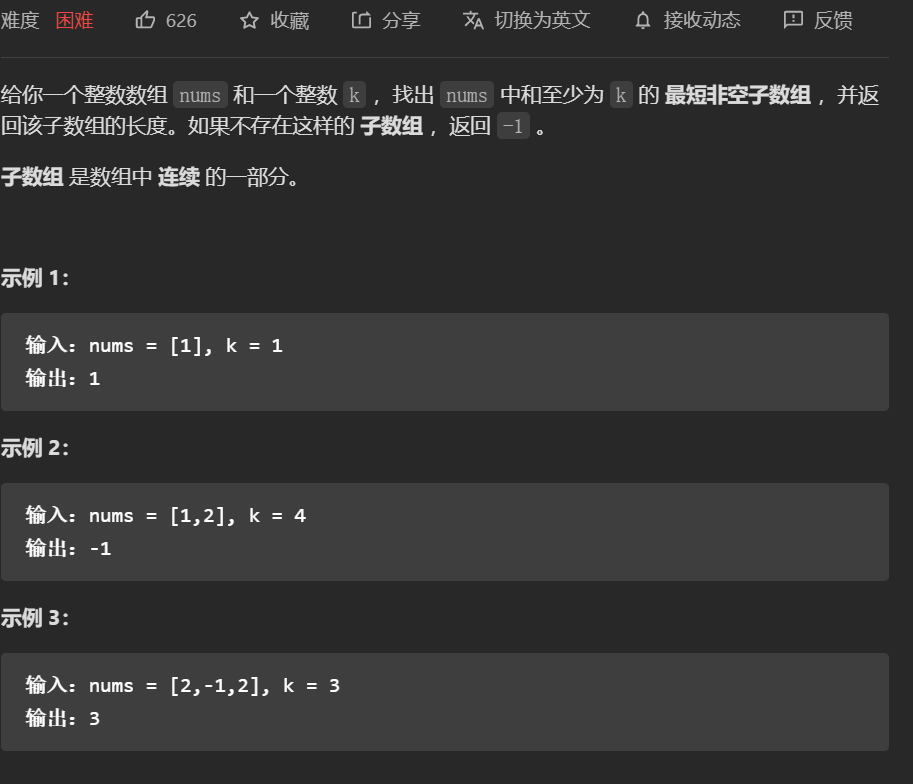 难度 困难 626 收藏 分享 切换为英文 接收动态 反馈
给你一个整数数组 nums 和一个整数 k ，找出 nums 中和至少为 k 的 最短非空子数组 ，并返
回该子数组的长度。如果不存在这样的 子数组 ，返回 -1 。
子数组 是数组中 连续 的一部分。
示例 1：
输入：nums = [1], k = 1
输出：1
示例 2：
输入：nums = [1,2], k = 4
输出：-1
示例 3：
输入：nums = [2,-1,2], k = 3
输出：3